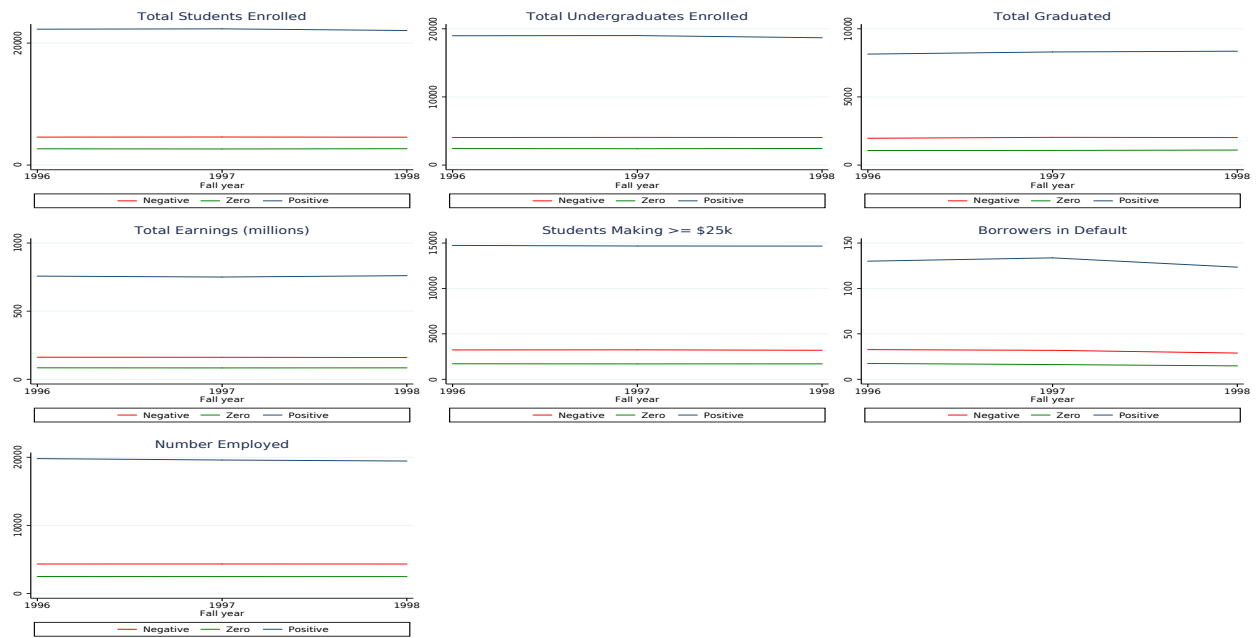 Total Students Enrolled
20000
0
1996 1997 1998
Fall year
Negative Zero Positive
Total Undergraduates Enrolled
20000
10000
0
1996 1997 1998
Fall year
Negative Zero Positive
Total Graduated
10000
5000
0
1996 1997 1998
Fall year
Negative Zero Positive
Total Earnings (millions)
1000
500
0
1996 1997 1998
Fall year
Negative Zero Positive
Students Making >= $25k
15000
10000
5000
0
1996 1997 1998
Fall year
Negative Zero Positive
Borrowers in Default
150
100
50
0
1996 1997 1998
Fall year
Negative Zero Positive
Number Employed
20000
10000
0
1996 1997 1998
Fall year
Negative Zero Positive